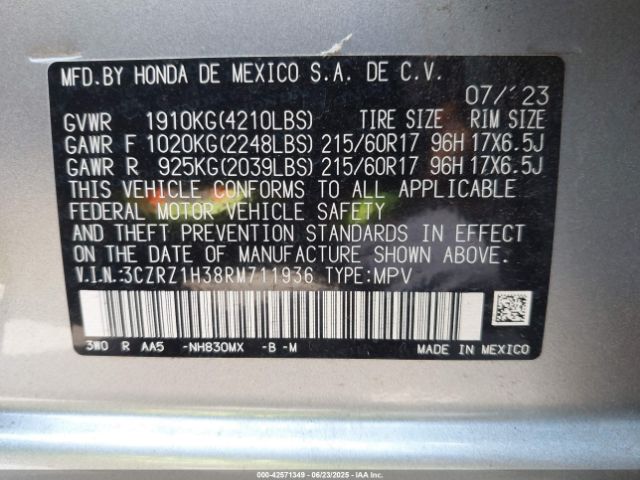 MFD.BY HONDA DE MEXICO S.A. DE C.V.
07/'23
GVWR 1910KG(4210LBS) TIRE SIZE RIM SIZE
GAWR F 1020KG(2248LBS) 215/60R17 96H 17X6.5J
GAWR R 925KG(2039LBS) 215/60R17 96H 17X6.5J
THIS VEHICLE CONFORMS TO ALL APPLICABLE
FEDERAL MOTOR VEHICLE SAFETY
AND THEFT PREVENTION STANDARDS IN EFFECT
ON THE DATE OF MANUFACTURE SHOWN ABOVE.
V.I.N.:3CZRZ1H38RM711936 TYPE:MPV
3W0 R AA5 -NH830MX -B -M MADE IN MEXICO
000-42571349 - 06/23/2025 - IAA, Inc.